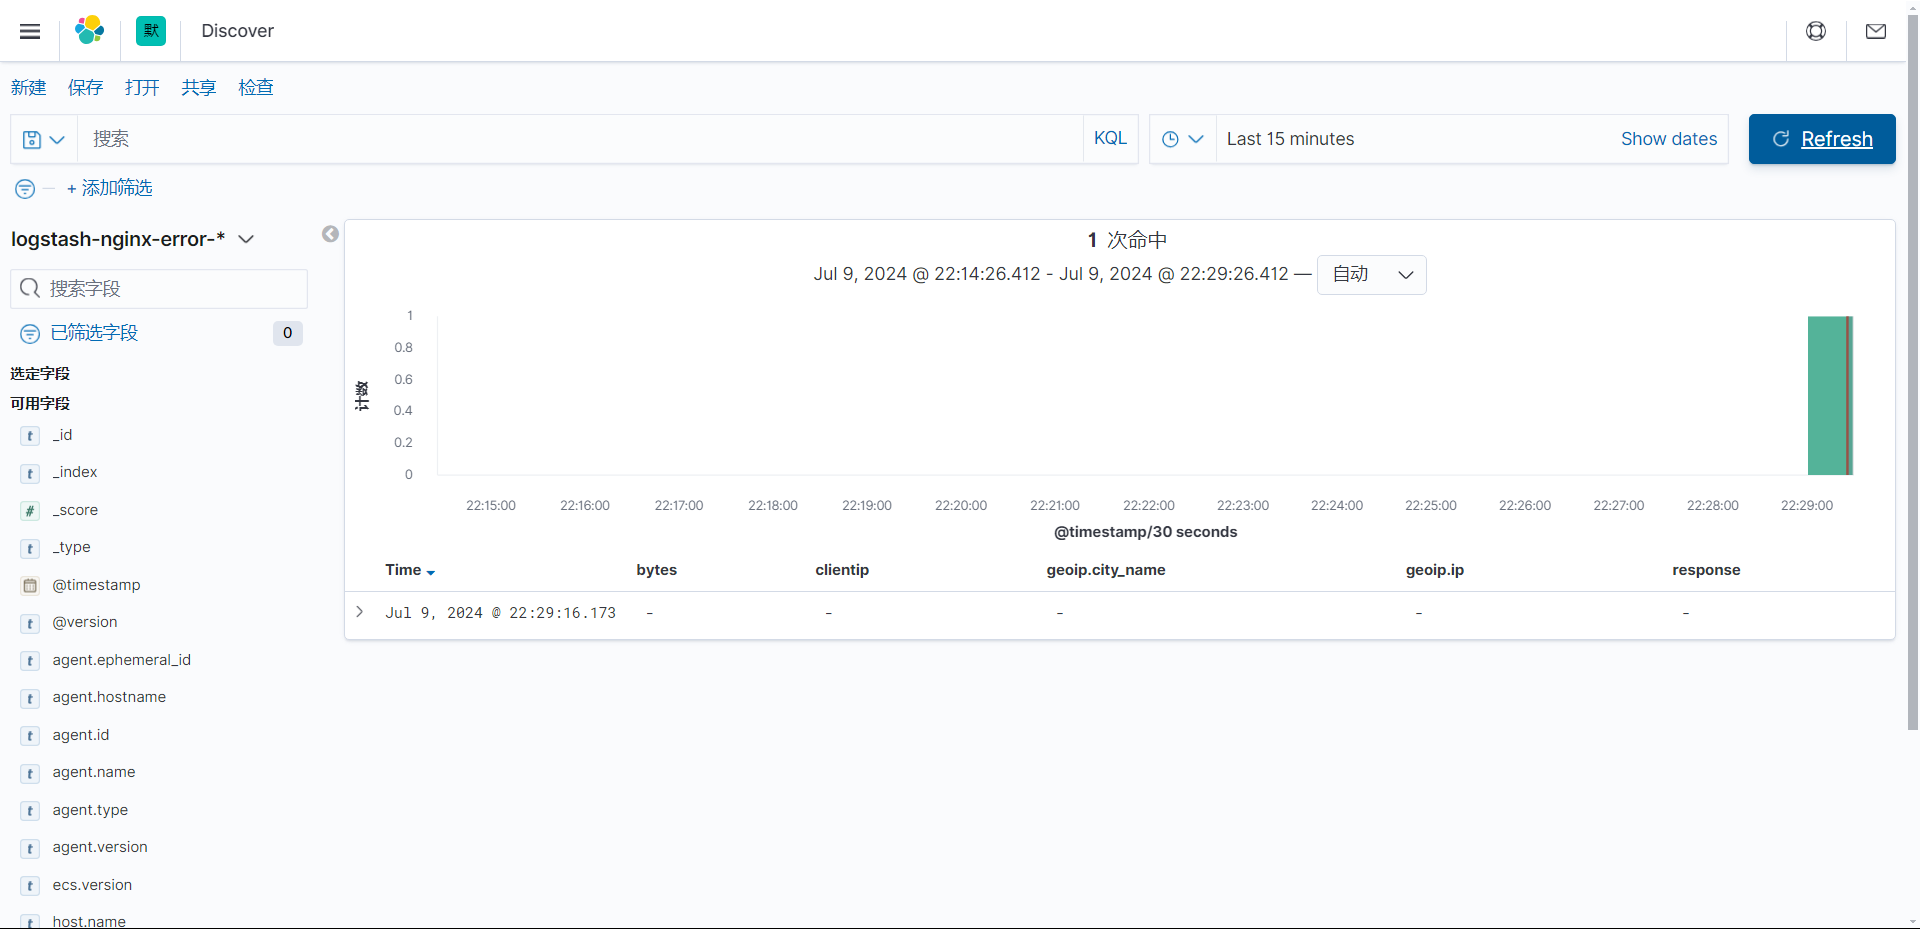 默 Discover
新建 保存 打开 共享 检查
搜索 KQL Last 15 minutes Show dates Refresh
+ 添加筛选
logstash-nginx-error-*
搜索字段
已筛选字段 0
选定字段
可用字段
t _id
t _index
# _score
t _type
@timestamp
t @version
t agent.ephemeral_id
t agent.hostname
t agent.id
t agent.name
t agent.type
t agent.version
t ecs.version
t host.name
1 次命中
Jul 9, 2024 @ 22:14:26.412 - Jul 9, 2024 @ 22:29:26.412 — 自动
计数
1
0.8
0.6
0.4
0.2
0
22:15:00 22:16:00 22:17:00 22:18:00 22:19:00 22:20:00 22:21:00 22:22:00 22:23:00 22:24:00 22:25:00 22:26:00 22:27:00 22:28:00 22:29:00
@timestamp/30 seconds
Time bytes clientip geoip.city_name geoip.ip response
Jul 9, 2024 @ 22:29:16.173 - - - - -